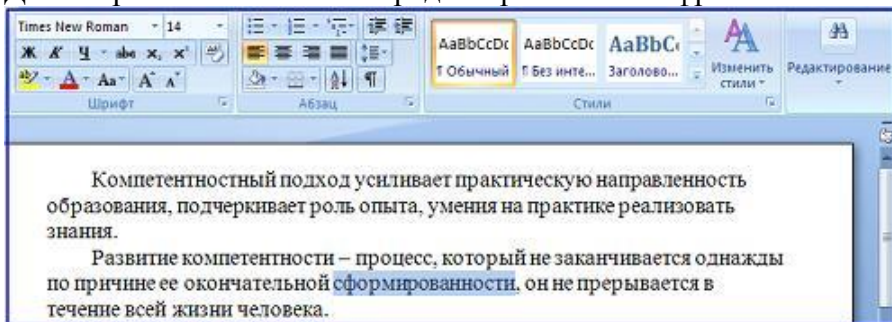 Times New Roman 14
Ж К Ч abe x, x²
Aa A A
Шрифт
Абзац
AaBbCcDc AaBbCcDc AaBbC
¶ Обычный ¶ Без инте... Заголово...
Изменить стили
Стили
Редактирование
Компетентностный подход усиливает практическую направленность
образования, подчеркивает роль опыта, умения на практике реализовать
знания.
Развитие компетентности – процесс, который не заканчивается однажды
по причине ее окончательной сформированности, он не прерывается в
течение всей жизни человека.